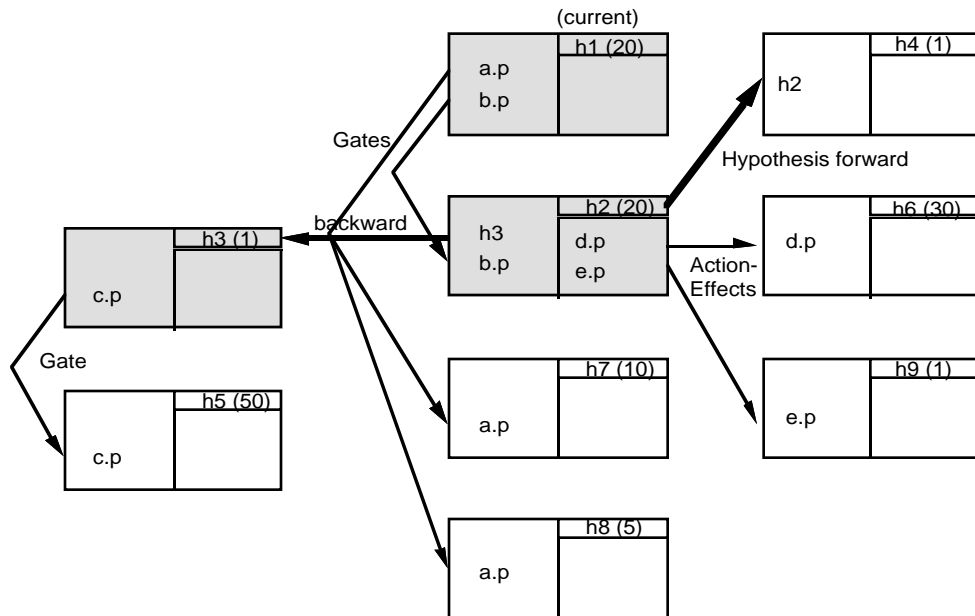 (current)
h1 (20)
a.p
b.p
h4 (1)
h2
Gates
Hypothesis forward
backward
h3 (1)
c.p
h2 (20)
h3
b.p
d.p
e.p
h6 (30)
d.p
Action-
Effects
Gate
h5 (50)
c.p
h7 (10)
a.p
h9 (1)
e.p
h8 (5)
a.p